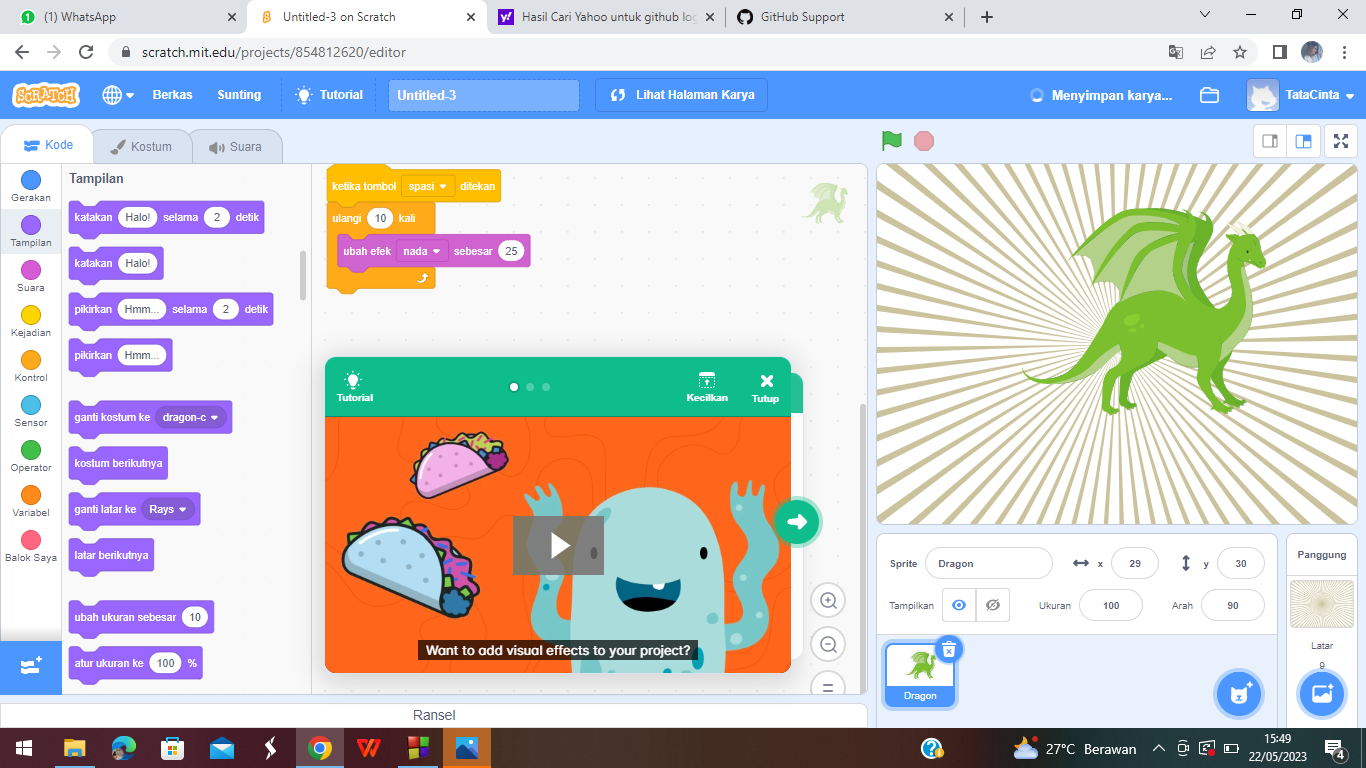 (1) WhatsApp
Untitled-3 on Scratch
Hasil Cari Yahoo untuk github log
GitHub Support
scratch.mit.edu/projects/854812620/editor
SCRATCH
Berkas
Sunting
Tutorial
Untitled-3
Lihat Halaman Karya
Menyimpan karya...
TataCinta
Kode
Kostum
Suara
Gerakan
Tampilan
Suara
Kejadian
Kontrol
Sensor
Operator
Variabel
Balok Saya
Tampilan
katakan Halo! selama 2 detik
katakan Halo!
pikirkan Hmm... selama 2 detik
pikirkan Hmm...
ganti kostum ke dragon-c
kostum berikutnya
ganti latar ke Rays
latar berikutnya
ubah ukuran sebesar 10
atur ukuran ke 100 %
ketika tombol spasi ditekan
ulangi 10 kali
ubah efek nada sebesar 25
Tutorial
Kecilkan
Tutup
Want to add visual effects to your project?
Ransel
Sprite Dragon x 29 y 30
Tampilkan Ukuran 100 Arah 90
Dragon
Panggung
Latar
9
27°C Berawan
15:49
22/05/2023
4